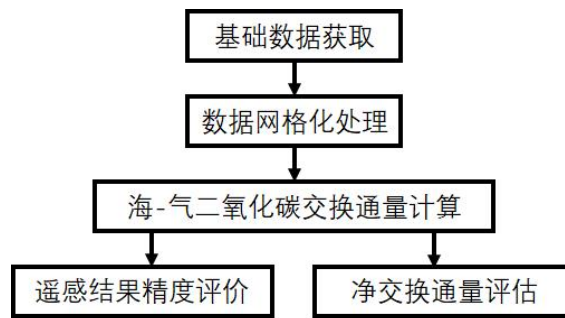 基础数据获取
数据网格化处理
海-气二氧化碳交换通量计算
遥感结果精度评价
净交换通量评估